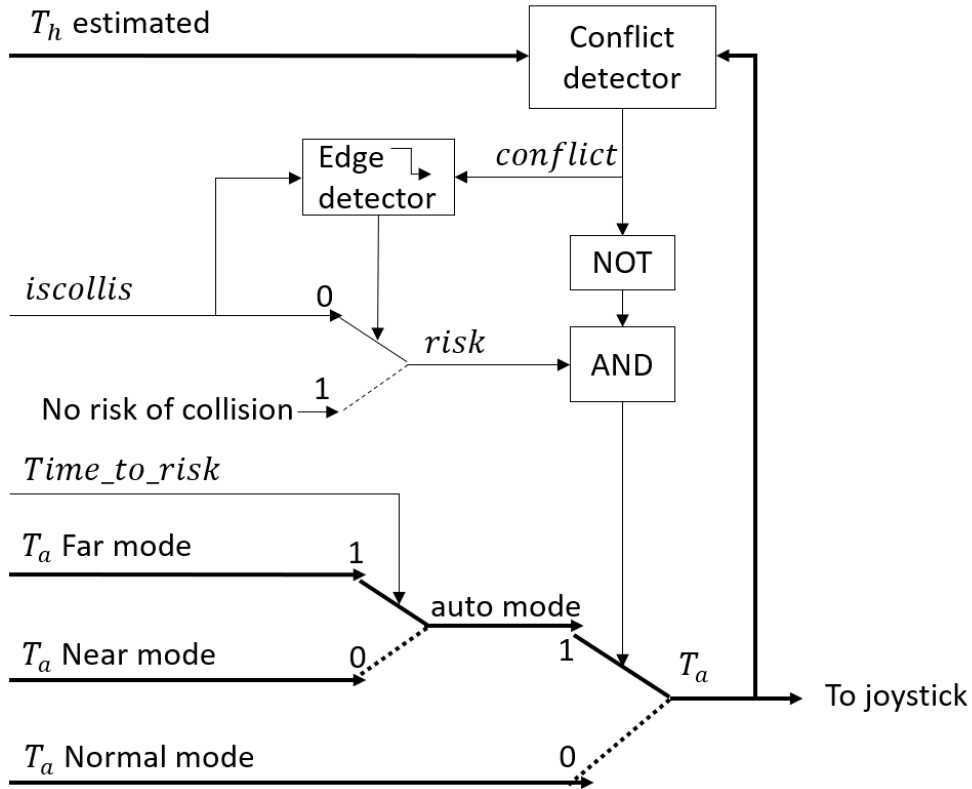 T_h estimated
Conflict
detector
Edge
detector
conflict
NOT
iscollis
0
risk
AND
1
No risk of collision
Time_to_risk
T_a Far mode
1
auto mode
T_a Near mode
0
1
T_a
To joystick
T_a Normal mode
0